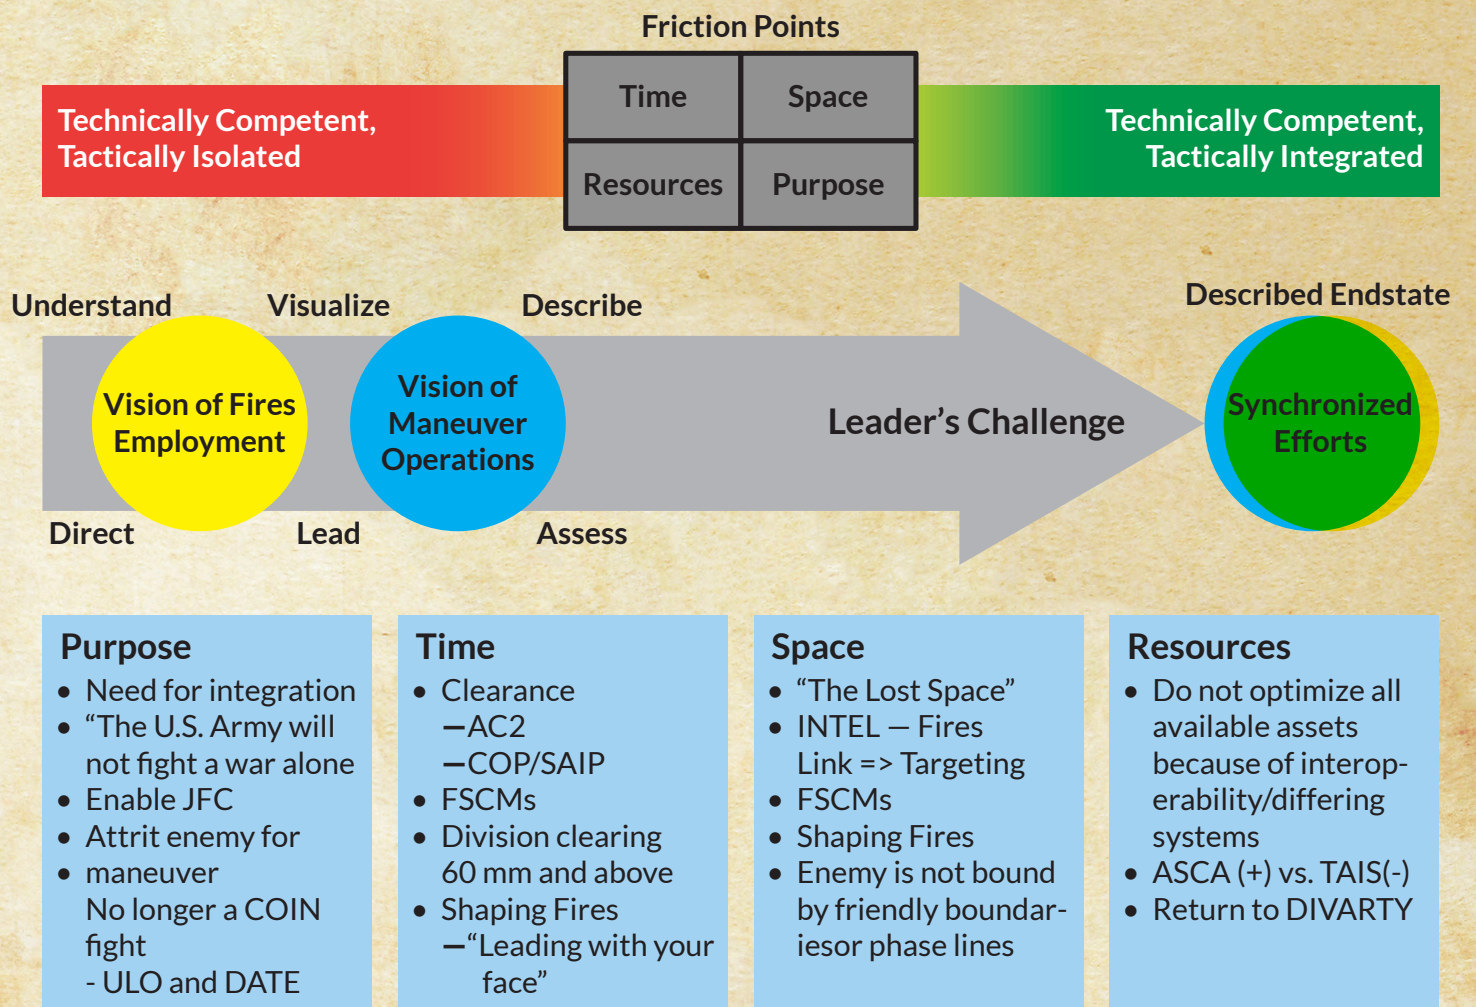 Friction Points
Time
Space
Resources
Purpose
Technically Competent,
Tactically Isolated
Technically Competent,
Tactically Integrated
Understand
Visualize
Describe
Described Endstate
Vision of Fires
Employment
Vision of
Maneuver
Operations
Leader’s Challenge
Synchronized
Efforts
Direct
Lead
Assess
Purpose
• Need for integration
• “The U.S. Army will
not fight a war alone
• Enable JFC
• Attrit enemy for
• maneuver
No longer a COIN
fight
- ULO and DATE
Time
• Clearance
—AC2
—COP/SAIP
• FSCMs
• Division clearing
60 mm and above
• Shaping Fires
—“Leading with your
face”
Space
• “The Lost Space”
• INTEL — Fires
Link => Targeting
• FSCMs
• Shaping Fires
• Enemy is not bound
by friendly boundar-
iesor phase lines
Resources
• Do not optimize all
available assets
because of interop-
erability/differing
systems
• ASCA (+) vs. TAIS(-)
• Return to DIVARTY